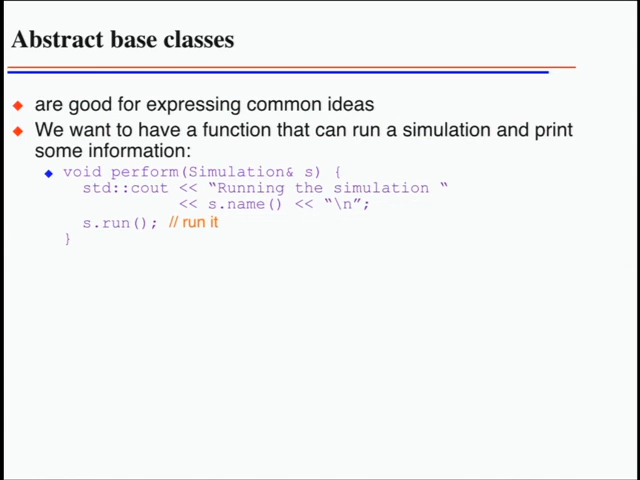 Abstract base classes
are good for expressing common ideas
We want to have a function that can run a simulation and print
some information:
void perform(Simulation& s) {
std::cout << “Running the simulation “
<< s.name() << “\n”;
s.run(); // run it
}